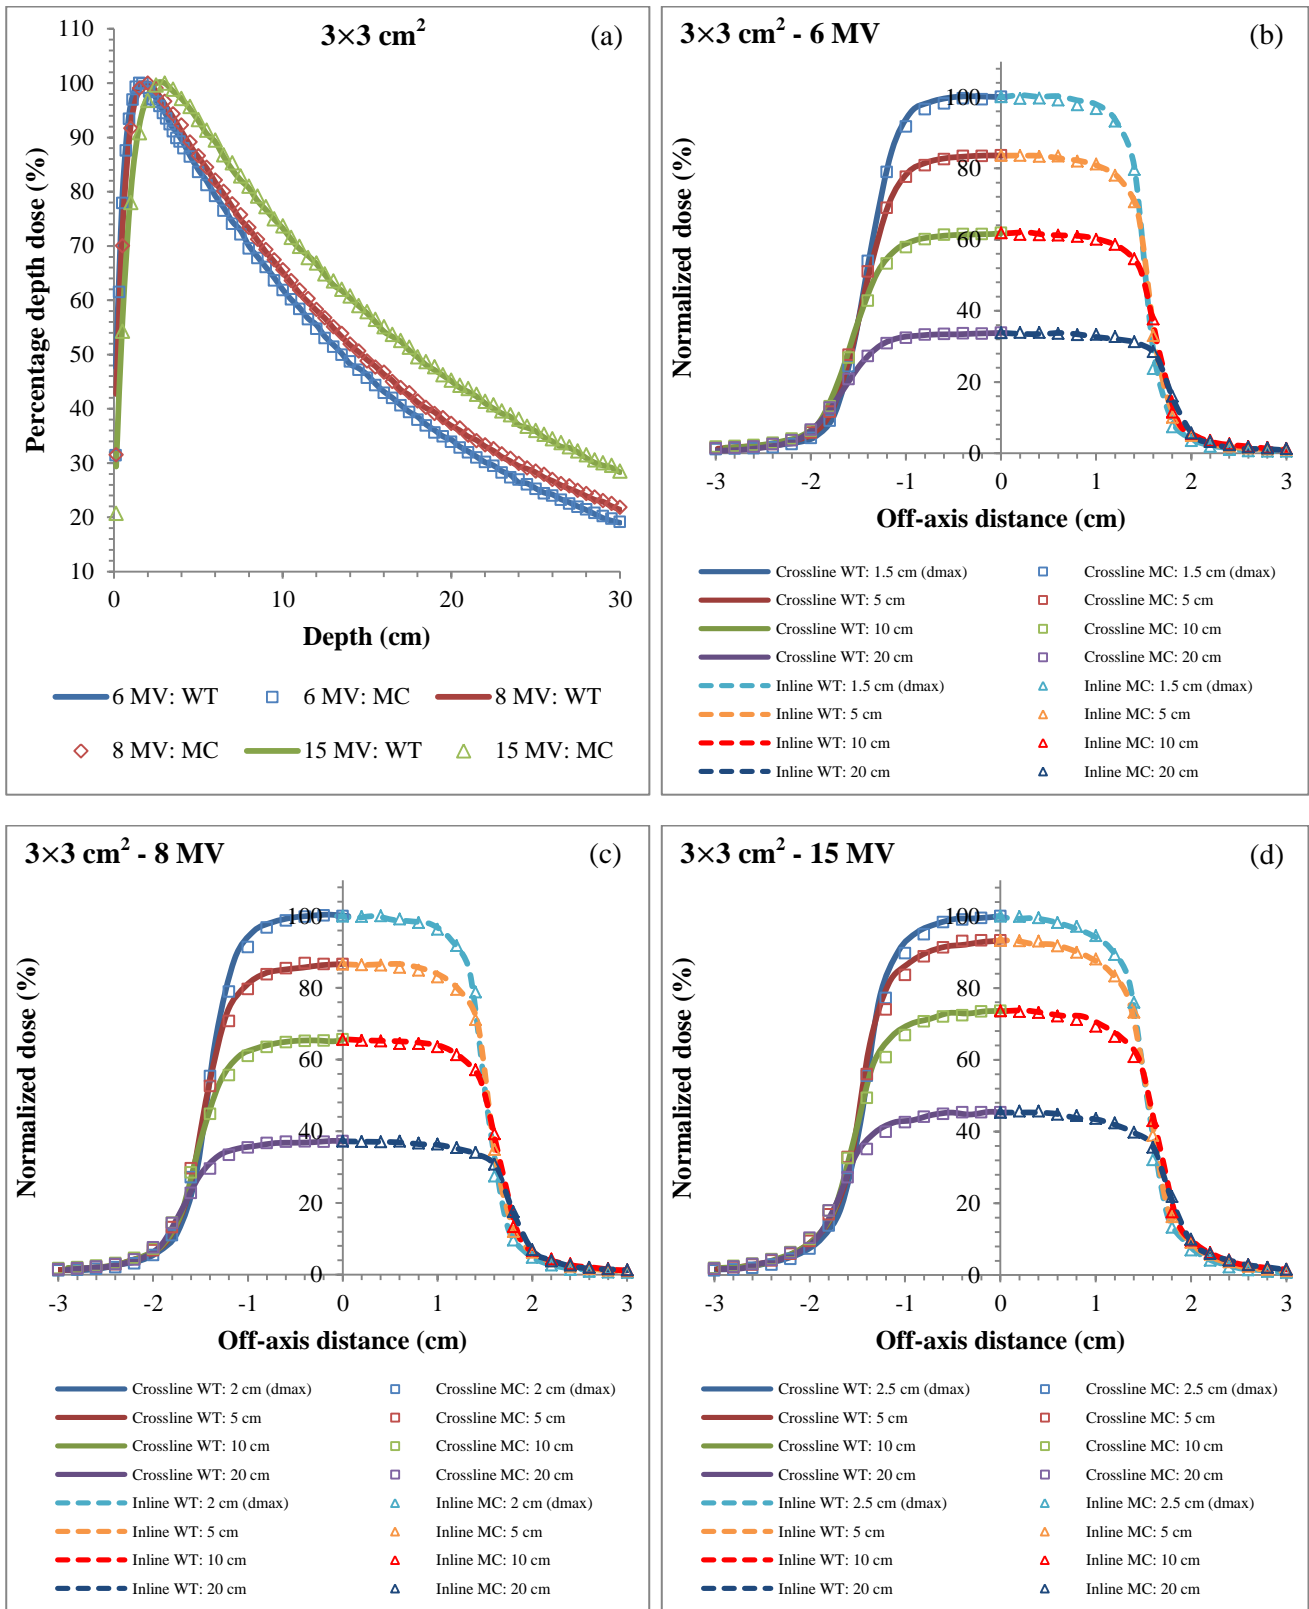 3×3 cm²
(a)
110
100
90
80
70
60
50
40
30
20
10
Percentage depth dose (%)
0
10
20
30
Depth (cm)
6 MV: WT
6 MV: MC
8 MV: WT
8 MV: MC
15 MV: WT
15 MV: MC
3×3 cm² - 6 MV
(b)
100
80
60
40
20
0
Normalized dose (%)
-3
-2
-1
0
1
2
3
Off-axis distance (cm)
Crossline WT: 1.5 cm (dmax)
Crossline MC: 1.5 cm (dmax)
Crossline WT: 5 cm
Crossline MC: 5 cm
Crossline WT: 10 cm
Crossline MC: 10 cm
Crossline WT: 20 cm
Crossline MC: 20 cm
Inline WT: 1.5 cm (dmax)
Inline MC: 1.5 cm (dmax)
Inline WT: 5 cm
Inline MC: 5 cm
Inline WT: 10 cm
Inline MC: 10 cm
Inline WT: 20 cm
Inline MC: 20 cm
3×3 cm² - 8 MV
(c)
100
80
60
40
20
0
Normalized dose (%)
-3
-2
-1
0
1
2
3
Off-axis distance (cm)
Crossline WT: 2 cm (dmax)
Crossline MC: 2 cm (dmax)
Crossline WT: 5 cm
Crossline MC: 5 cm
Crossline WT: 10 cm
Crossline MC: 10 cm
Crossline WT: 20 cm
Crossline MC: 20 cm
Inline WT: 2 cm (dmax)
Inline MC: 2 cm (dmax)
Inline WT: 5 cm
Inline MC: 5 cm
Inline WT: 10 cm
Inline MC: 10 cm
Inline WT: 20 cm
Inline MC: 20 cm
3×3 cm² - 15 MV
(d)
100
80
60
40
20
0
Normalized dose (%)
-3
-2
-1
0
1
2
3
Off-axis distance (cm)
Crossline WT: 2.5 cm (dmax)
Crossline MC: 2.5 cm (dmax)
Crossline WT: 5 cm
Crossline MC: 5 cm
Crossline WT: 10 cm
Crossline MC: 10 cm
Crossline WT: 20 cm
Crossline MC: 20 cm
Inline WT: 2.5 cm (dmax)
Inline MC: 2.5 cm (dmax)
Inline WT: 5 cm
Inline MC: 5 cm
Inline WT: 10 cm
Inline MC: 10 cm
Inline WT: 20 cm
Inline MC: 20 cm